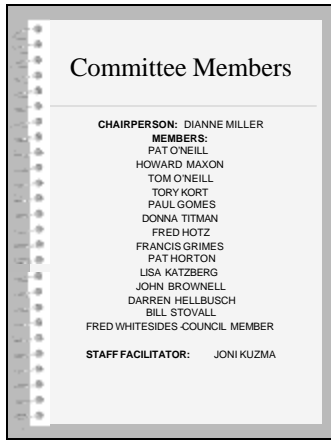 Committee Members
CHAIRPERSON: DIANNE MILLER
MEMBERS:
PAT O'NEILL
HOWARD MAXON
TOM O'NEILL
TORY KORT
PAUL GOMES
DONNA TITMAN
FRED HOTZ
FRANCIS GRIMES
PAT HORTON
LISA KATZBERG
JOHN BROWNELL
DARREN HELLBUSCH
BILL STOVALL
FRED WHITESIDES -COUNCIL MEMBER
STAFF FACILITATOR: JONI KUZMA